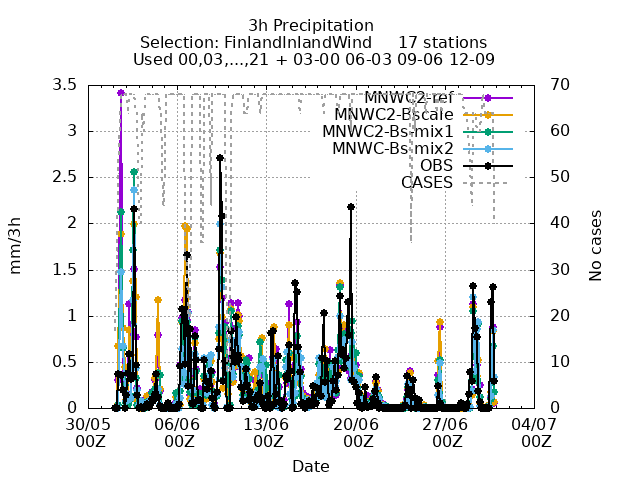 3h Precipitation
Selection: FinlandInlandWind 17 stations
Used 00,03,...,21 + 03-00 06-03 09-06 12-09
3.5
3
2.5
2
1.5
1
0.5
0
mm/3h
70
60
50
40
30
20
10
0
No cases
MNWC2-ref
MNWC2-Bscale
MNWC2-Bs-mix1
MNWC-Bs-mix2
OBS
CASES
30/05 06/06 13/06 20/06 27/06 04/07
00Z 00Z 00Z 00Z 00Z 00Z
Date